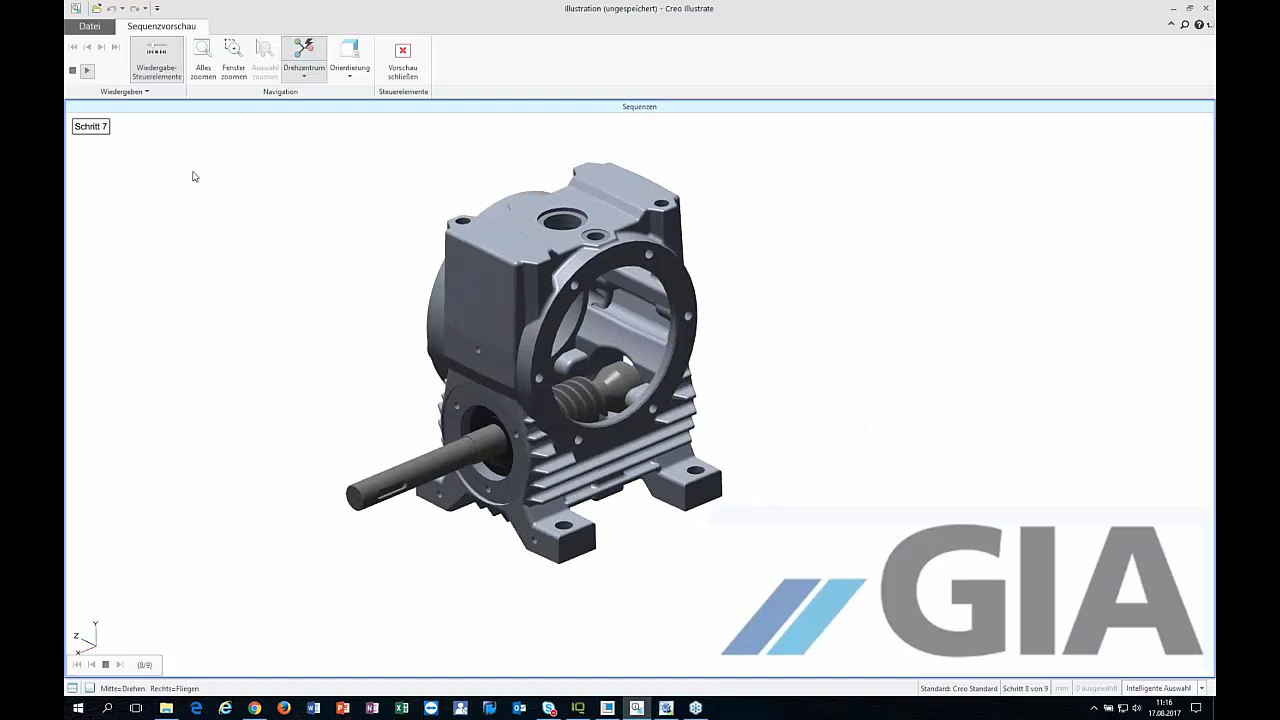 Illustration (ungespeichert) - Creo Illustrate
Datei
Sequenzvorschau
Wiedergabe-
Steuerelemente
Alles
zoomen
Fenster
zoomen
Auswahl
zoomen
Drehzentrum
Orientierung
Vorschau
schließen
Wiedergeben
Navigation
Steuerelemente
Sequenzen
Schritt 7
GIA
Y
Z
X
(8/9)
Mitte=Drehen Rechts=Fliegen
Standard: Creo Standard
Schritt 8 von 9
mm
0 ausgewählt
Intelligente Auswahl
11:16
17.08.2017